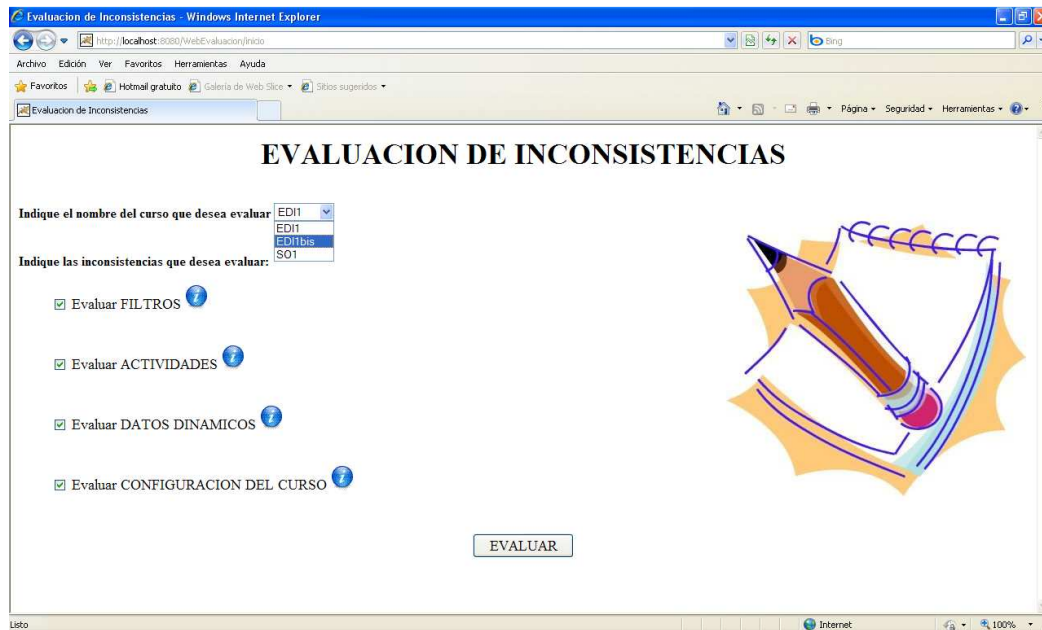 Evaluacion de Inconsistencias - Windows Internet Explorer
http://localhost:8080/WebEvaluacion/inicio
Bing
Archivo Edición Ver Favoritos Herramientas Ayuda
Favoritos Hotmail gratuito Galería de Web Slice Sitios sugeridos
Evaluacion de Inconsistencias
Página Seguridad Herramientas
EVALUACION DE INCONSISTENCIAS
Indique el nombre del curso que desea evaluar EDI1
EDI1
EDI1bis
SO1
Indique las inconsistencias que desea evaluar:
Evaluar FILTROS i
Evaluar ACTIVIDADES i
Evaluar DATOS DINAMICOS i
Evaluar CONFIGURACION DEL CURSO i
EVALUAR
Listo
Internet
100%